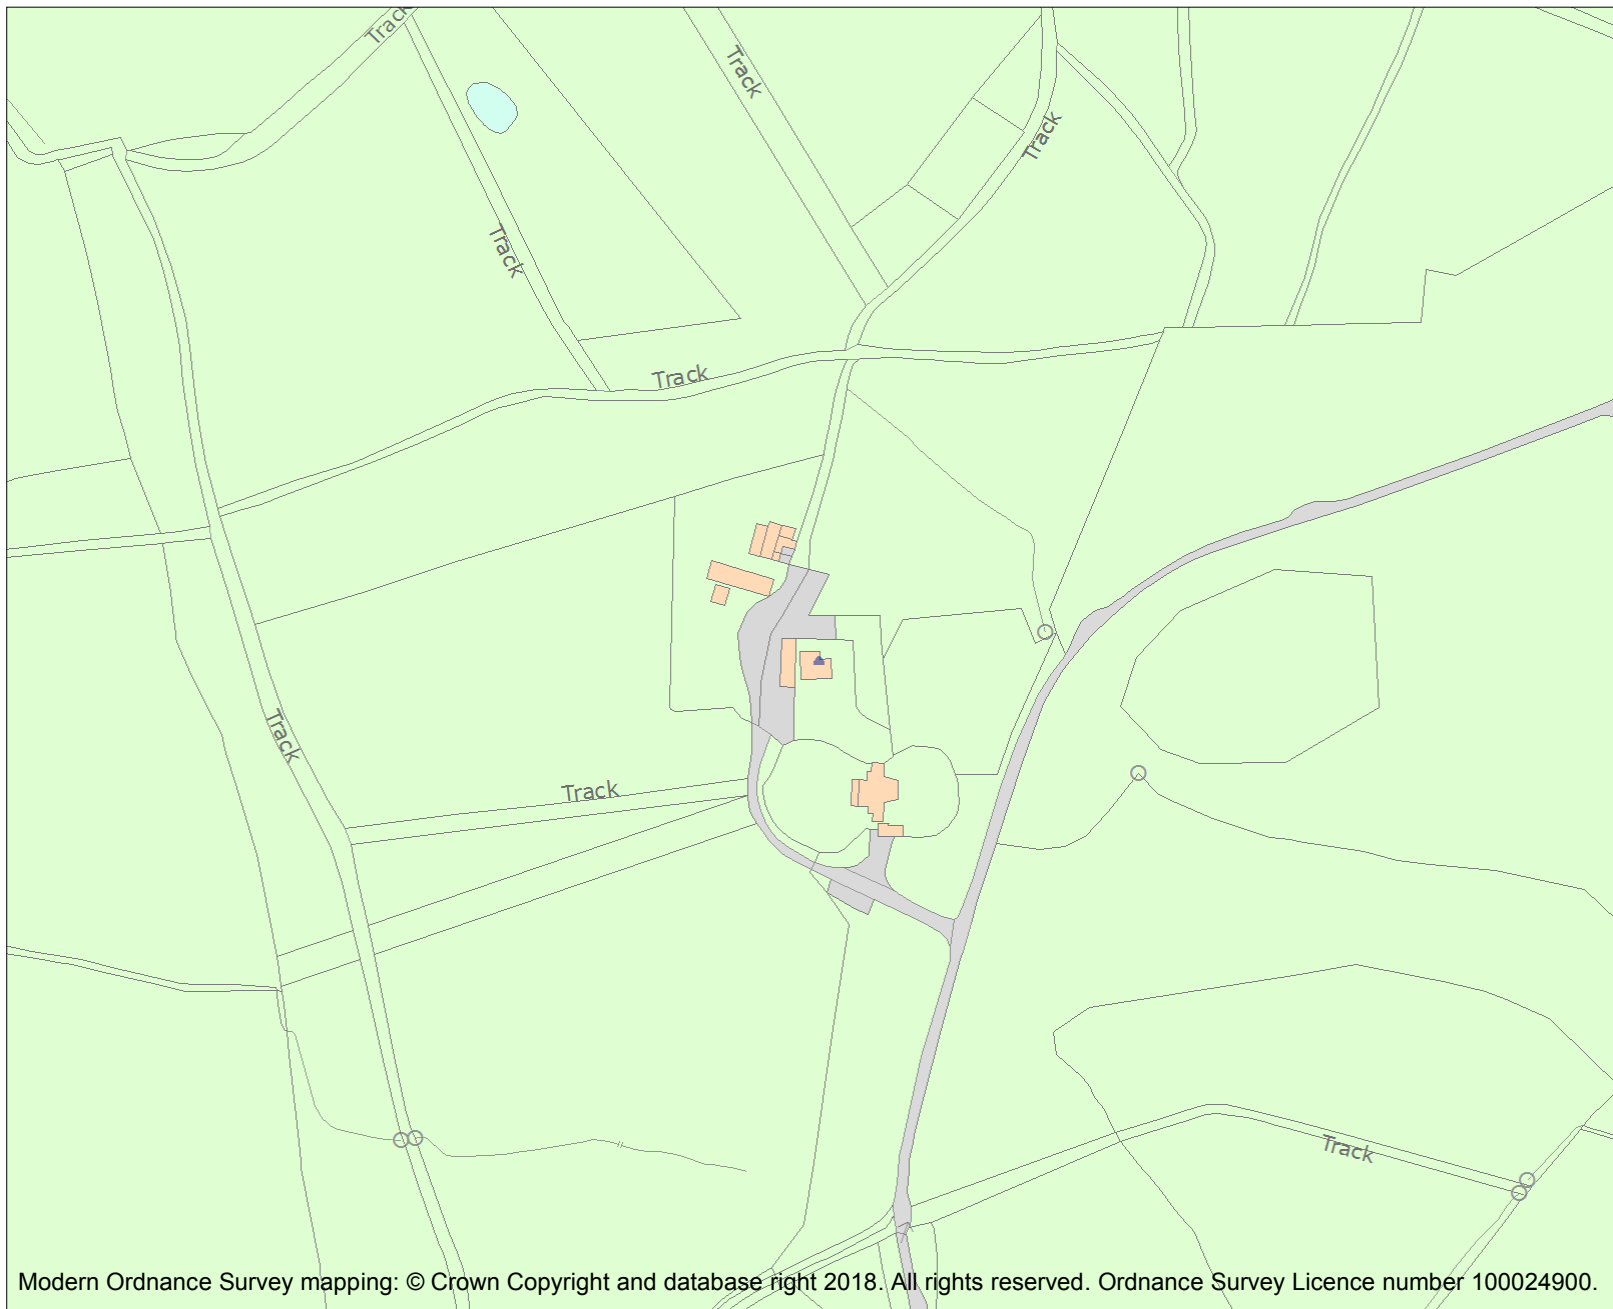 Track
Track
Track
Track
Track
Track
Track
Track
Modern Ordnance Survey mapping: © Crown Copyright and database right 2018. All rights reserved. Ordnance Survey Licence number 100024900.